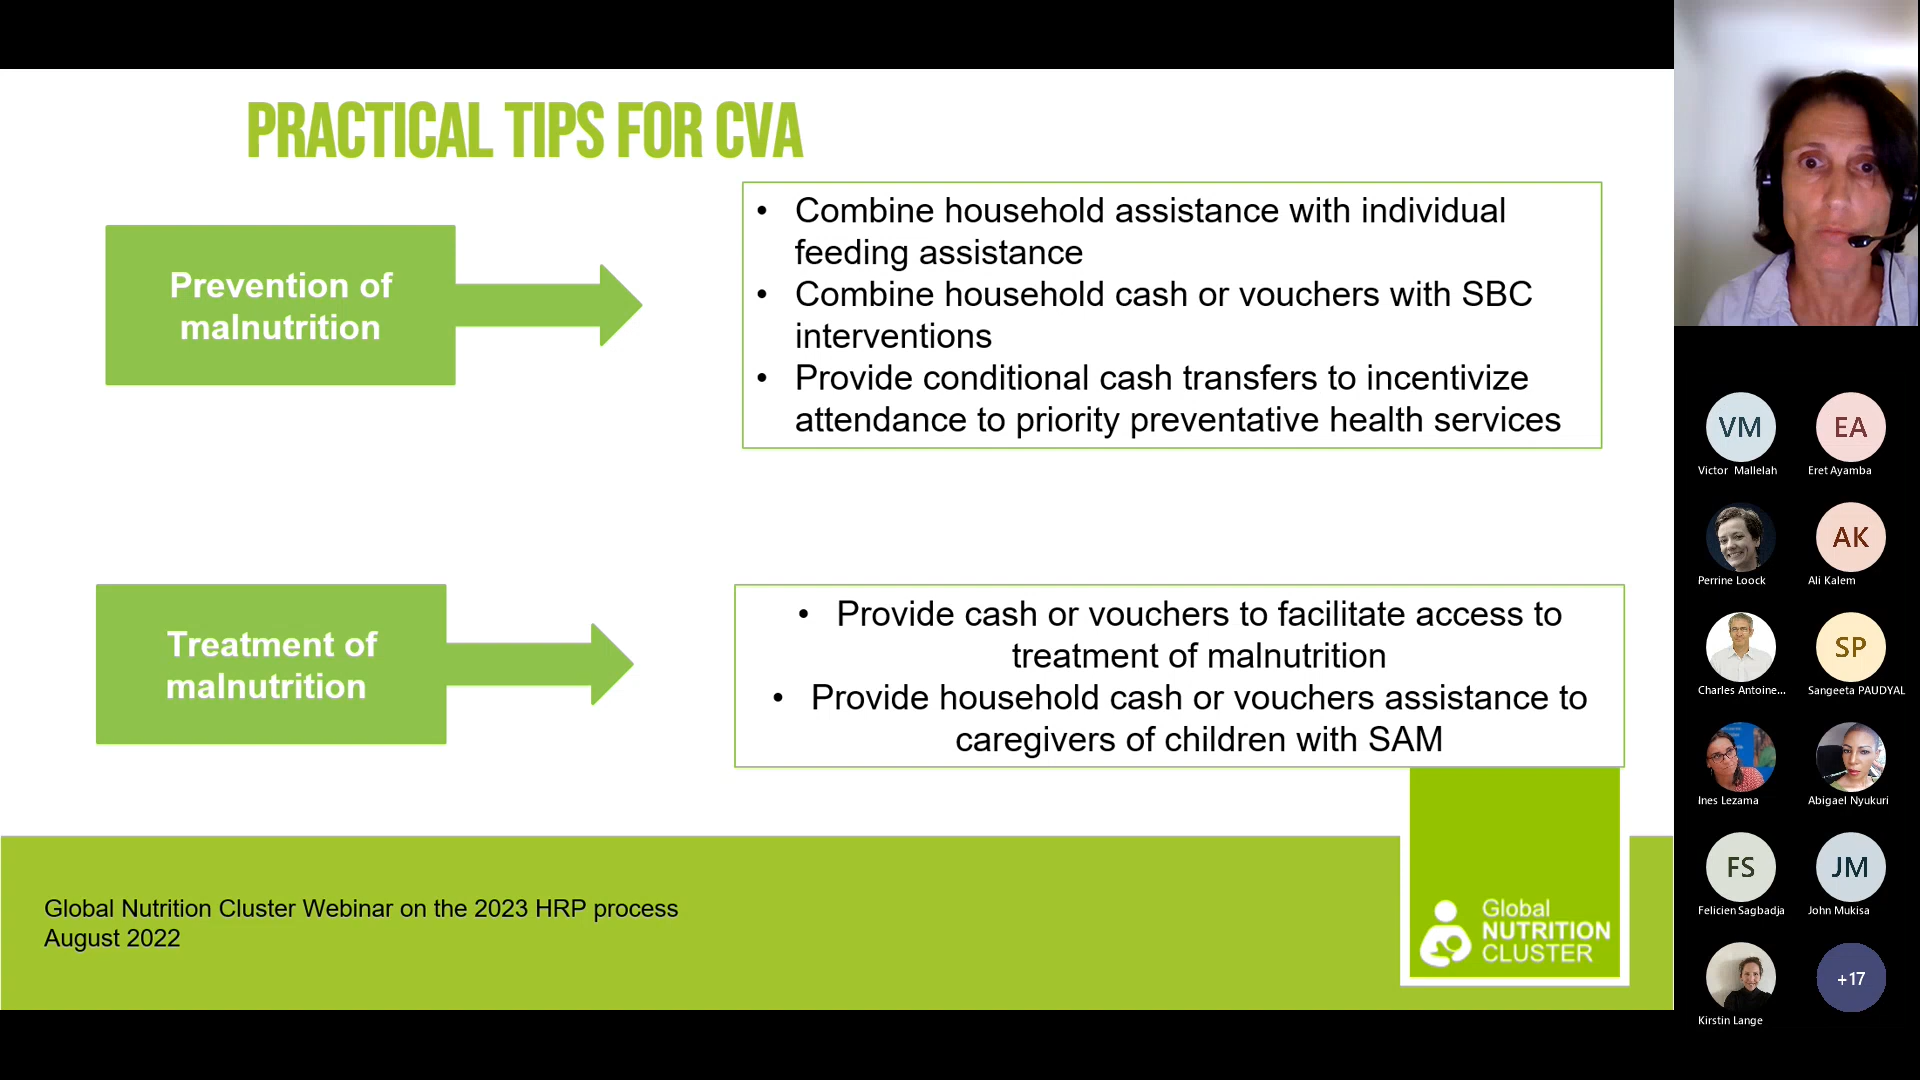 PRACTICAL TIPS FOR CVA
Prevention of
malnutrition
• Combine household assistance with individual
feeding assistance
• Combine household cash or vouchers with SBC
interventions
• Provide conditional cash transfers to incentivize
attendance to priority preventative health services
Treatment of
malnutrition
• Provide cash or vouchers to facilitate access to
treatment of malnutrition
• Provide household cash or vouchers assistance to
caregivers of children with SAM
Global Nutrition Cluster Webinar on the 2023 HRP process
August 2022
Global
NUTRITION
CLUSTER
VM
EA
Victor Mallelah
Eret Ayamba
AK
Perrine Loock
Ali Kalem
SP
Charles Antoine...
Sangeeta PAUDYAL
Ines Lezama
Abigael Nyukuri
FS
JM
Felicien Sagbadja
John Mukisa
+17
Kirstin Lange